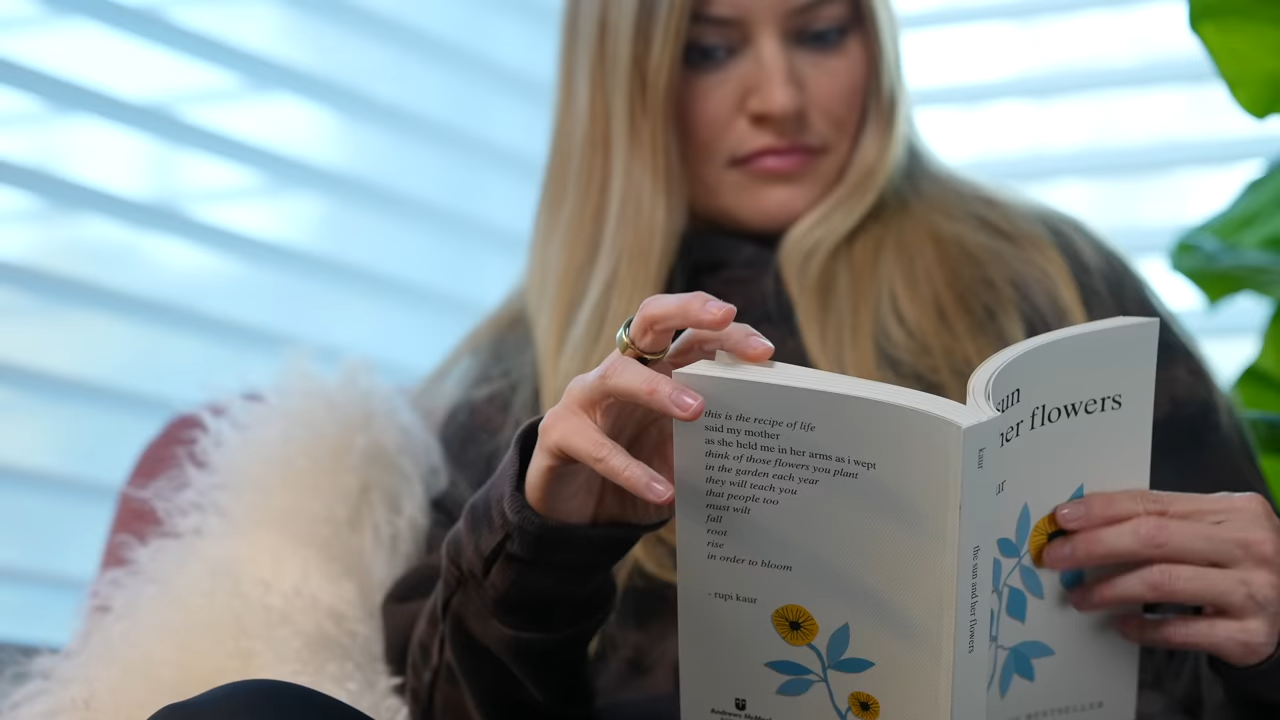 this is the recipe of life
said my mother
as she held me in her arms as i wept
think of those flowers you plant
in the garden each year
they will teach you
that people too
must wilt
fall
root
rise
in order to bloom
- rupi kaur
kaur
the sun and her flowers
sun
her flowers